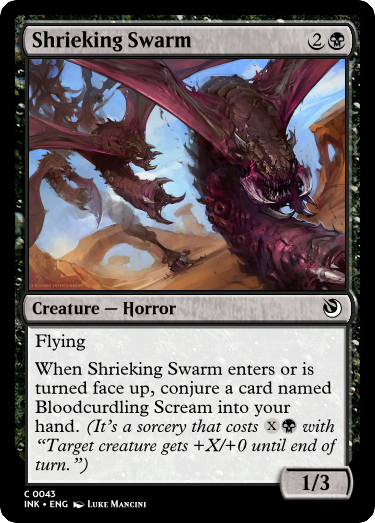 Shrieking Swarm 2
Creature — Horror
Flying
When Shrieking Swarm enters or is
turned face up, conjure a card named
Bloodcurdling Scream into your
hand. (It's a sorcery that costs X with
“Target creature gets +X/+0 until end of
turn.”)
1/3
C 0043
INK • ENG Luke Mancini